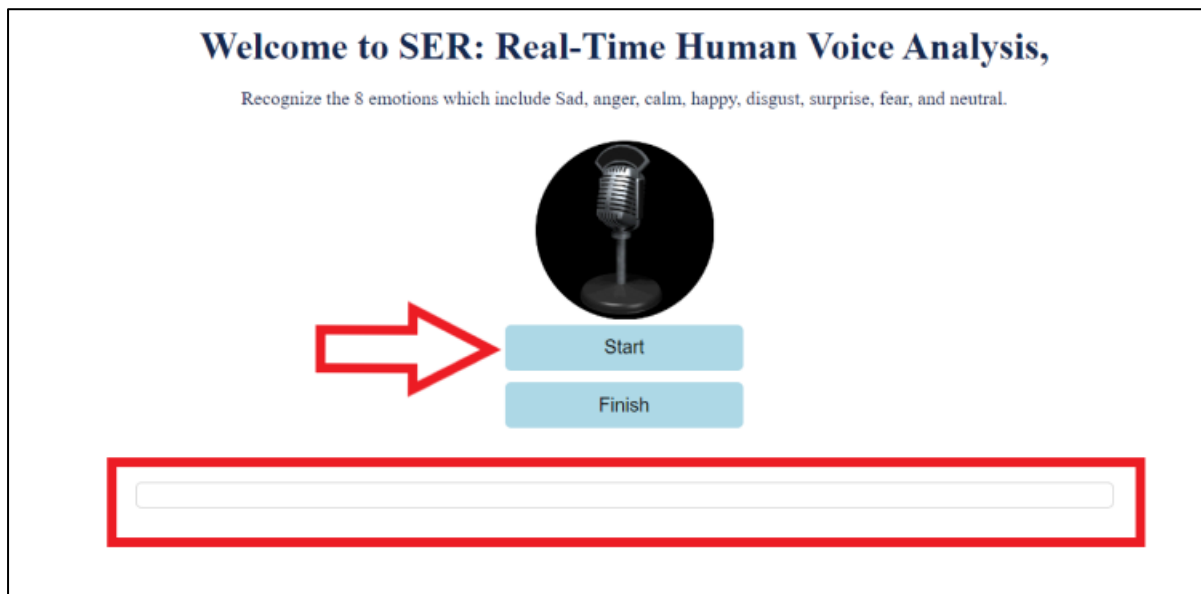 Welcome to SER: Real-Time Human Voice Analysis,
Recognize the 8 emotions which include Sad, anger, calm, happy, disgust, surprise, fear, and neutral.
Start
Finish